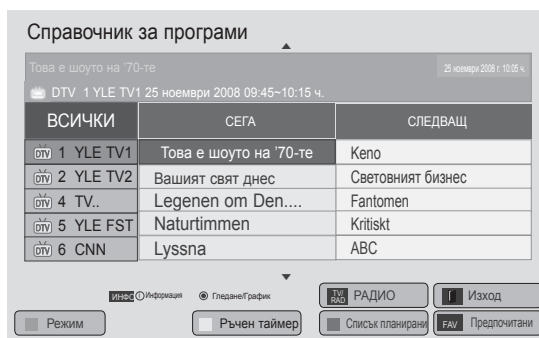 Справочник за програми
Това е шоуто на '70-те 25 ноември 2008 г. 10:05 ч.
DTV 1 YLE TV1 25 ноември 2008 09:45~10:15 ч.
ВСИЧКИ СЕГА СЛЕДВАЩ
DTV 1 YLE TV1 Това е шоуто на '70-те Keno
DTV 2 YLE TV2 Вашият свят днес Световният бизнес
DTV 4 TV.. Legenen om Den.... Fantomen
DTV 5 YLE FST Naturtimmen Kritiskt
DTV 6 CNN Lyssna ABC
ИНФО i Информация Гледане/График TV/RAD РАДИО Изход
Режим Ръчен таймер Списък планирани FAV Предпочитани